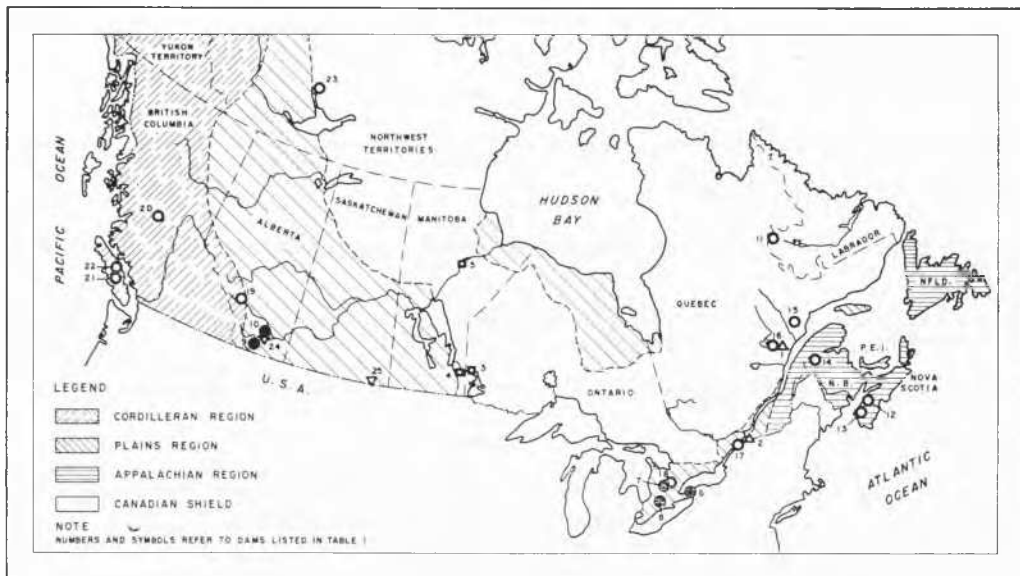 YUKON
TERRITORY
23
BRITISH
COLUMBIA
NORTHWEST
TERRITORIES
PACIFIC OCEAN
HUDSON
BAY
SASKATCHEWAN
MANITOBA
ALBERTA
20
11
LABRADOR
22
21
5
19
QUEBEC
NFLD.
15
16
1
10
24
P.E.I.
14
NOVA
SCOTIA
N.B.
25
4
3
U.S.A.
ONTARIO
12
13
2
17
18
7
6
8
ATLANTIC
OCEAN
LEGEND
CORDILLERAN REGION
PLAINS REGION
APPALACHIAN REGION
CANADIAN SHIELD
NOTE
NUMBERS AND SYMBOLS REFER TO DAMS LISTED IN TABLE I